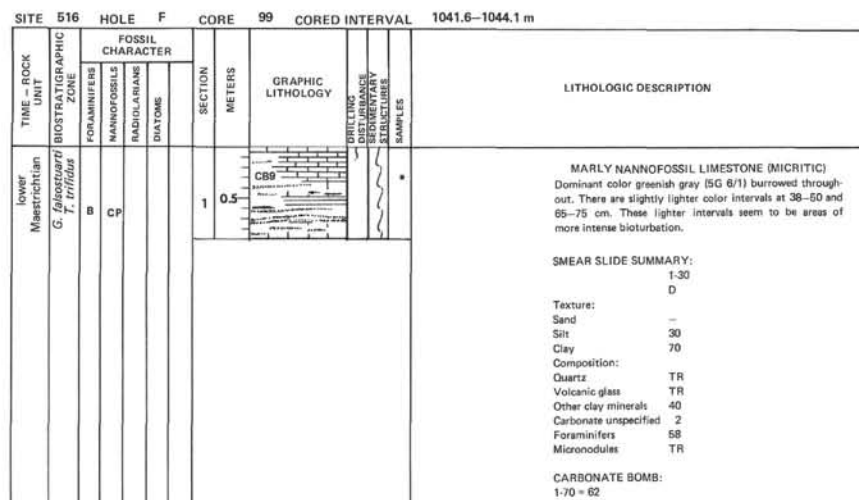 SITE 516 HOLE F CORE 99 CORED INTERVAL 1041.6–1044.1 m
TIME – ROCK UNIT
BIOSTRATIGRAPHIC ZONE
FOSSIL CHARACTER
FORAMINIFERS
NANNOFOSSILS
RADIOLARIANS
DIATOMS
SECTION
METERS
GRAPHIC LITHOLOGY
DRILLING DISTURBANCE
SEDIMENTARY STRUCTURES
SAMPLES
LITHOLOGIC DESCRIPTION
lower Maestrichtian
G. falsostuarti
T. trifidus
B
CP
1
0.5
CB9
*
MARLY NANNOFOSSIL LIMESTONE (MICRITIC)
Dominant color greenish gray (5G 6/1) burrowed through-
out. There are slightly lighter color intervals at 38–50 and
65–75 cm. These lighter intervals seem to be areas of
more intense bioturbation.
SMEAR SLIDE SUMMARY:
1-30
D
Texture:
Sand –
Silt 30
Clay 70
Composition:
Quartz TR
Volcanic glass TR
Other clay minerals 40
Carbonate unspecified 2
Foraminifers 58
Micronodules TR
CARBONATE BOMB:
1-70 = 62